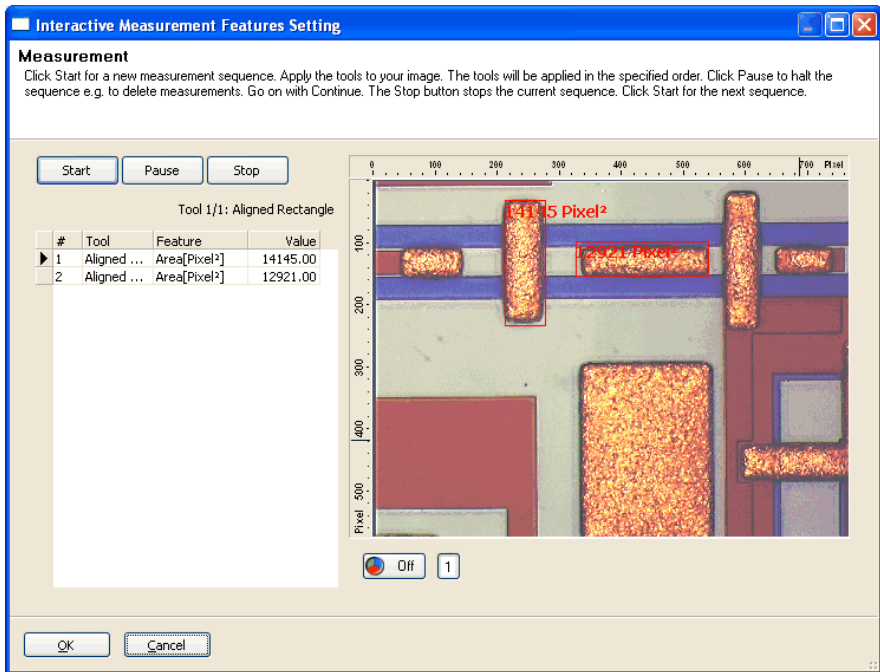 Interactive Measurement Features Setting
Measurement
Click Start for a new measurement sequence. Apply the tools to your image. The tools will be applied in the specified order. Click Pause to halt the
sequence e.g. to delete measurements. Go on with Continue. The Stop button stops the current sequence. Click Start for the next sequence.
Start Pause Stop
Tool 1/1: Aligned Rectangle
# Tool Feature Value
1 Aligned ... Area[Pixel²] 14145.00
2 Aligned ... Area[Pixel²] 12921.00
0 100 200 300 400 500 600 700 Pixel
100
200
300
400
500
Pixel
14145 Pixel²
12921 Pixel²
Off 1
OK Cancel